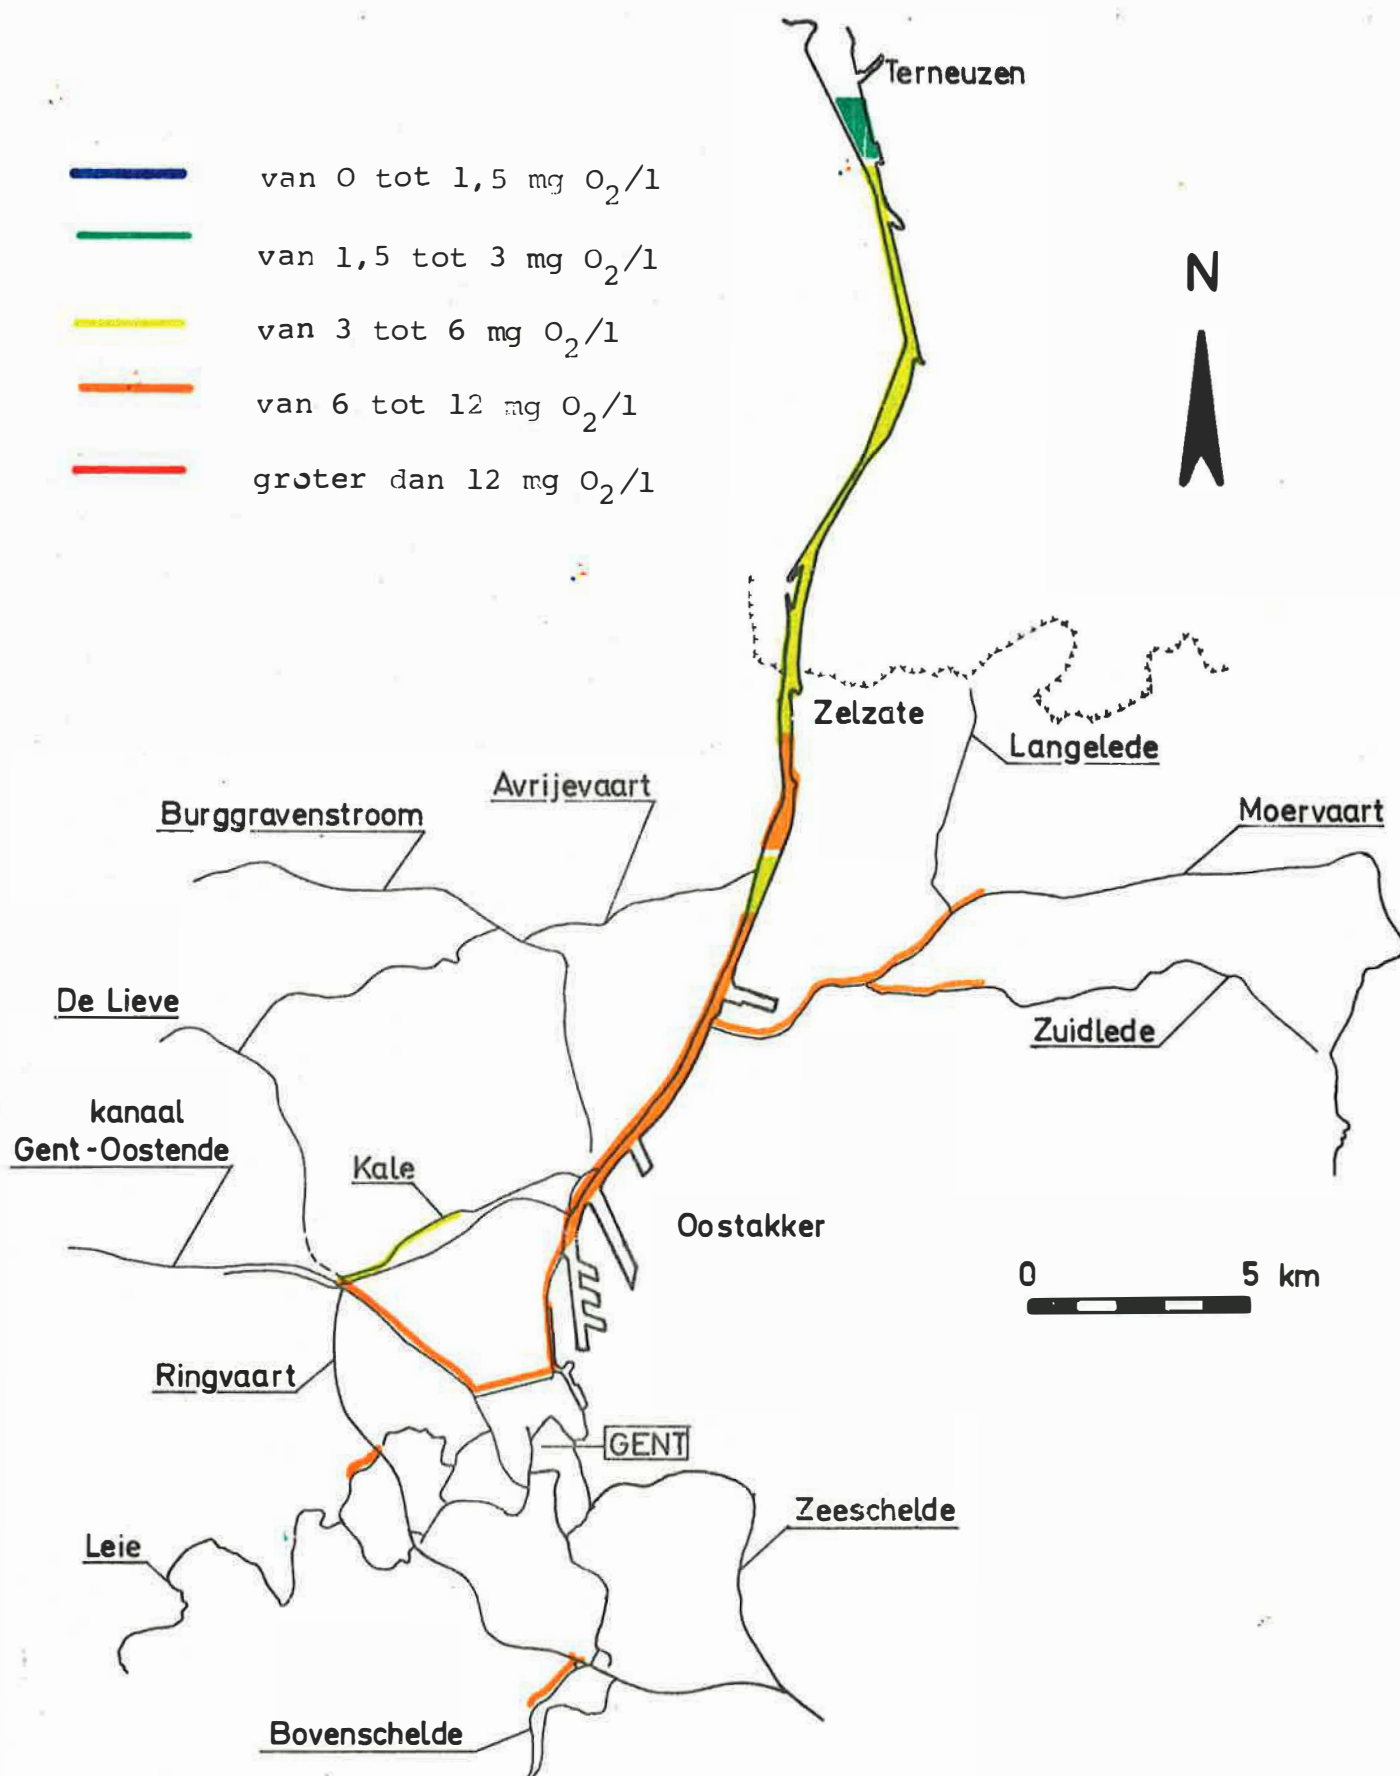 Terneuzen
van 0 tot 1,5 mg O2/l
van 1,5 tot 3 mg O2/l
van 3 tot 6 mg O2/l
van 6 tot 12 mg O2/l
groter dan 12 mg O2/l
N
Zelzate
Langelede
Avrijevaart
Burggravenstroom
Moervaart
De Lieve
Zuidlede
kanaal
Gent-Oostende
Kale
Oostakker
0 5 km
Ringvaart
GENT
Zeeschelde
Leie
Bovenschelde